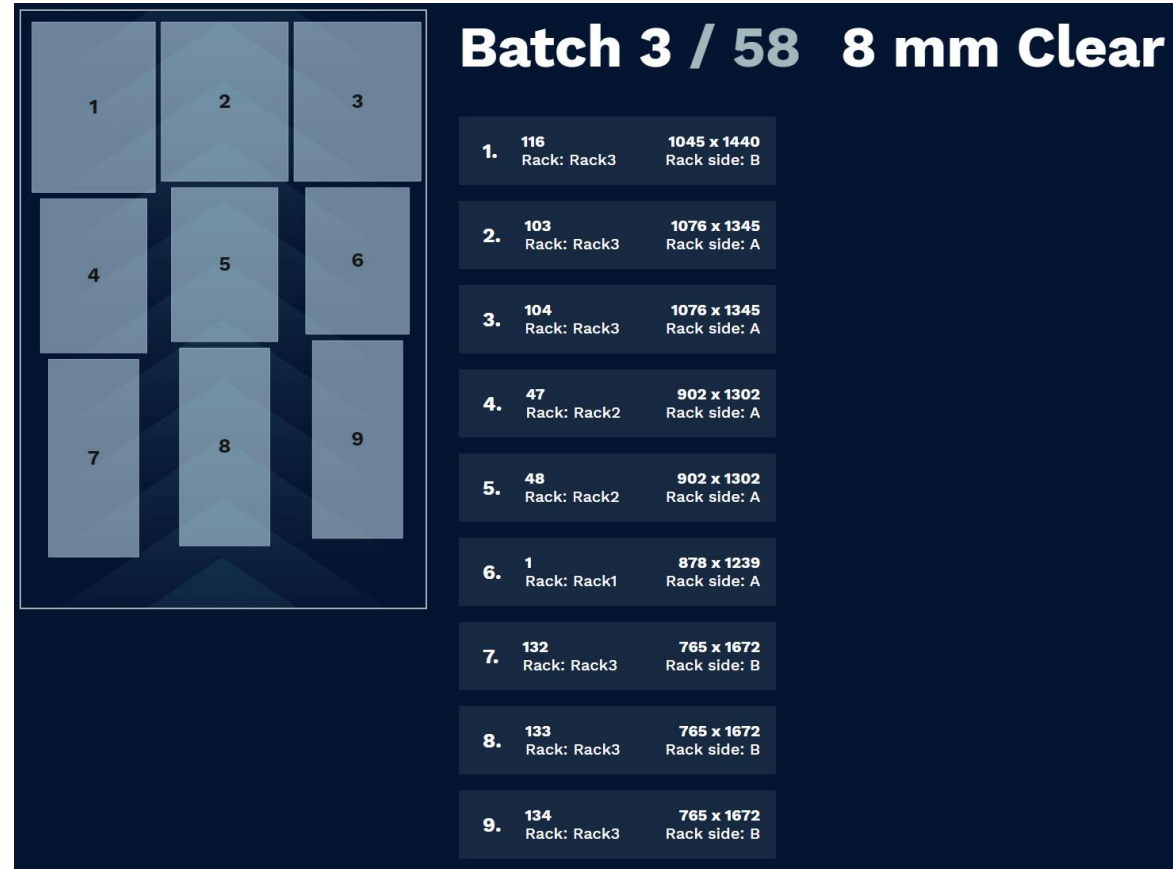 Batch 3 / 58 8 mm Clear
1 2 3
4 5 6
7 8 9
1. 116 1045 x 1440
Rack: Rack3 Rack side: B
2. 103 1076 x 1345
Rack: Rack3 Rack side: A
3. 104 1076 x 1345
Rack: Rack3 Rack side: A
4. 47 902 x 1302
Rack: Rack2 Rack side: A
5. 48 902 x 1302
Rack: Rack2 Rack side: A
6. 1 878 x 1239
Rack: Rack1 Rack side: A
7. 132 765 x 1672
Rack: Rack3 Rack side: B
8. 133 765 x 1672
Rack: Rack3 Rack side: B
9. 134 765 x 1672
Rack: Rack3 Rack side: B